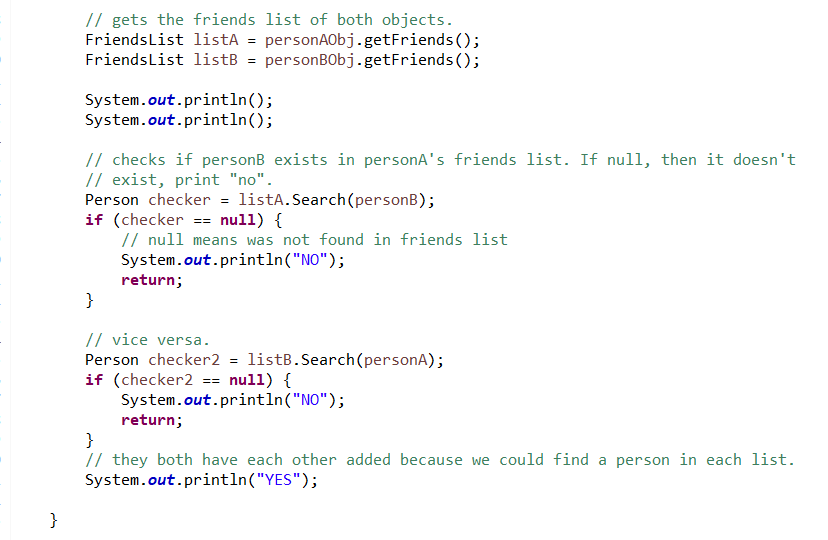 // gets the friends list of both objects.
FriendsList listA = personAObj.getFriends();
FriendsList listB = personBObj.getFriends();
System.out.println();
System.out.println();
// checks if personB exists in personA's friends list. If null, then it doesn't
// exist, print "no".
Person checker = listA.Search(personB);
if (checker == null) {
// null means was not found in friends list
System.out.println("NO");
return;
}
// vice versa.
Person checker2 = listB.Search(personA);
if (checker2 == null) {
System.out.println("NO");
return;
}
// they both have each other added because we could find a person in each list.
System.out.println("YES");
}